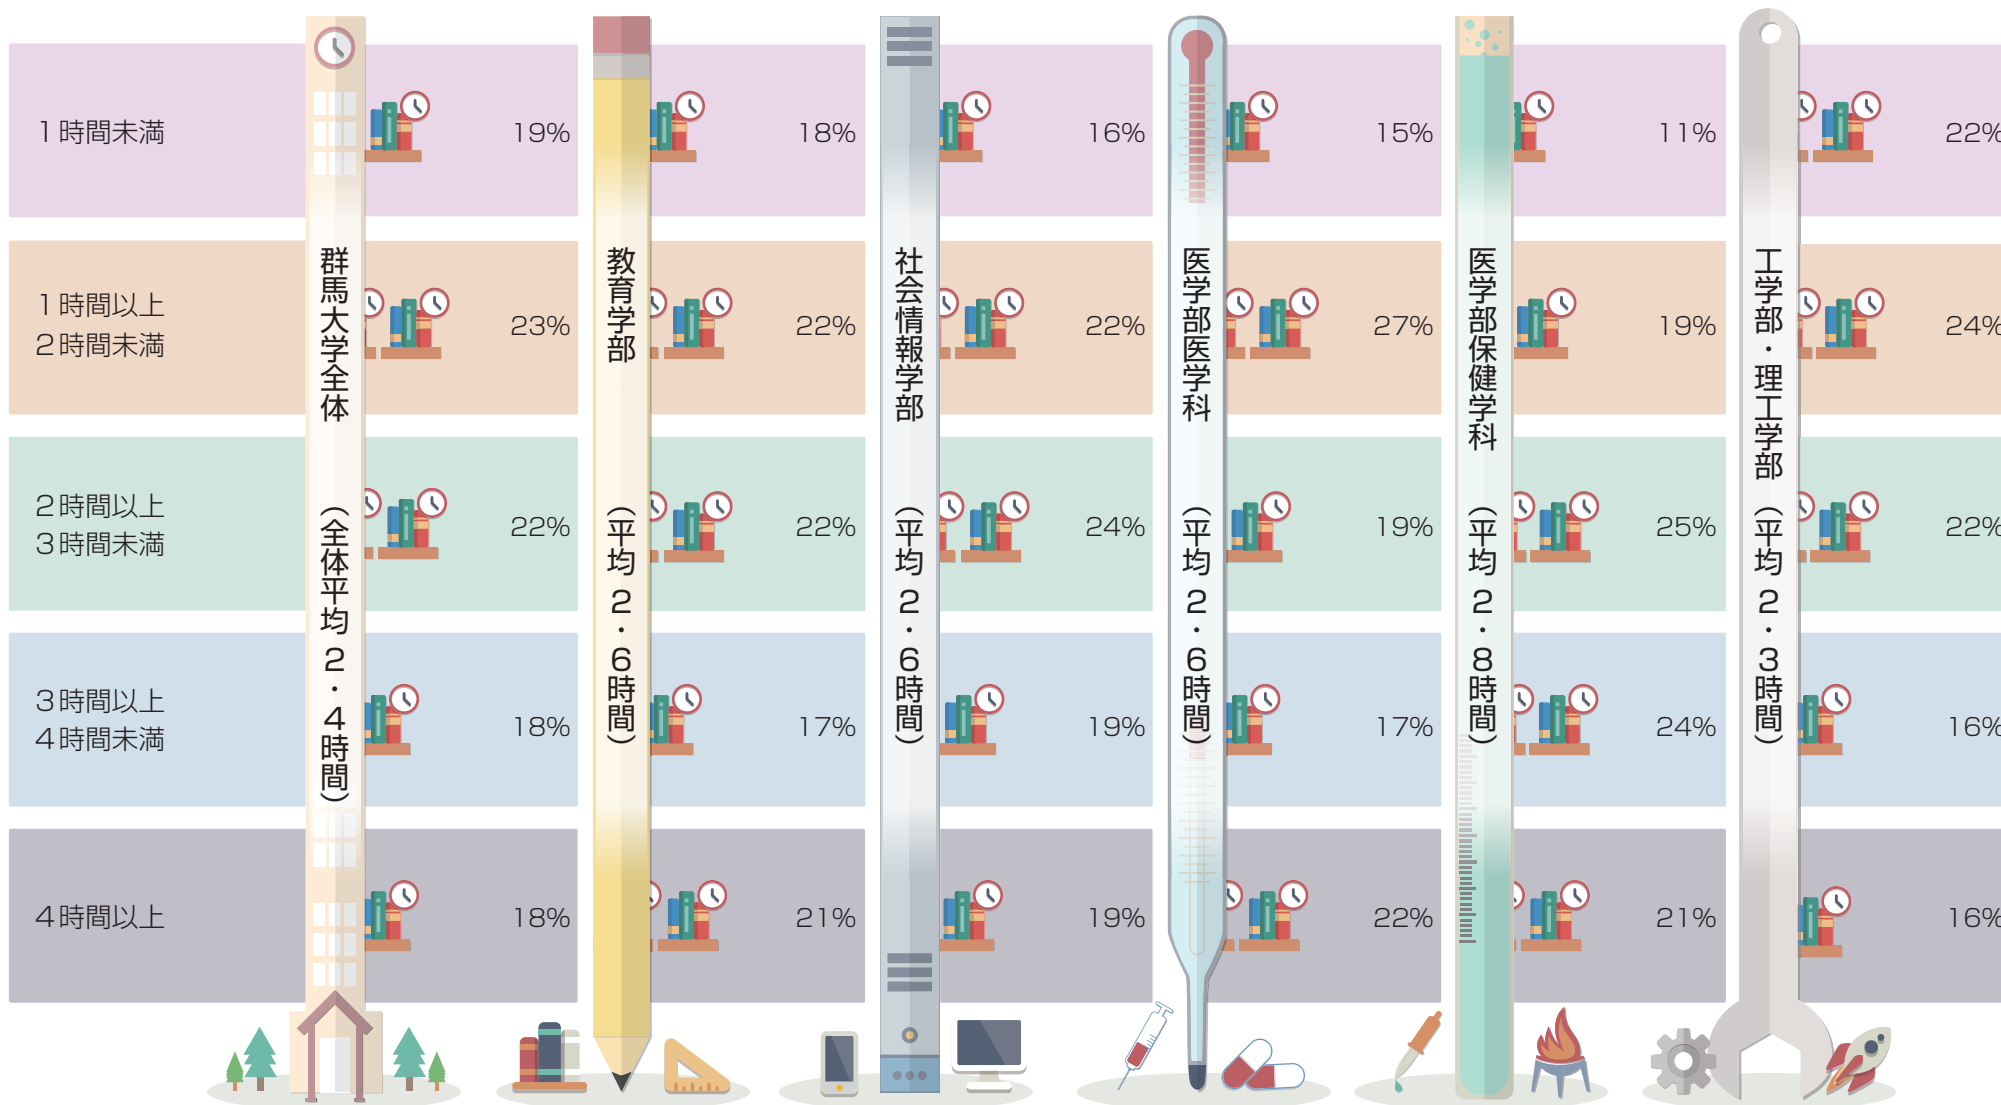 1時間未満
19%
18%
16%
15%
11%
22%
1時間以上
2時間未満
23%
22%
22%
27%
19%
24%
2時間以上
3時間未満
22%
22%
24%
19%
25%
22%
3時間以上
4時間未満
18%
17%
19%
17%
24%
16%
4時間以上
18%
21%
19%
22%
21%
16%
群馬大学全体（全体平均2・4時間）
教育学部（平均2・6時間）
社会情報学部（平均2・6時間）
医学部医学科（平均2・6時間）
医学部保健学科（平均2・8時間）
工学部・理工学部（平均2・3時間）